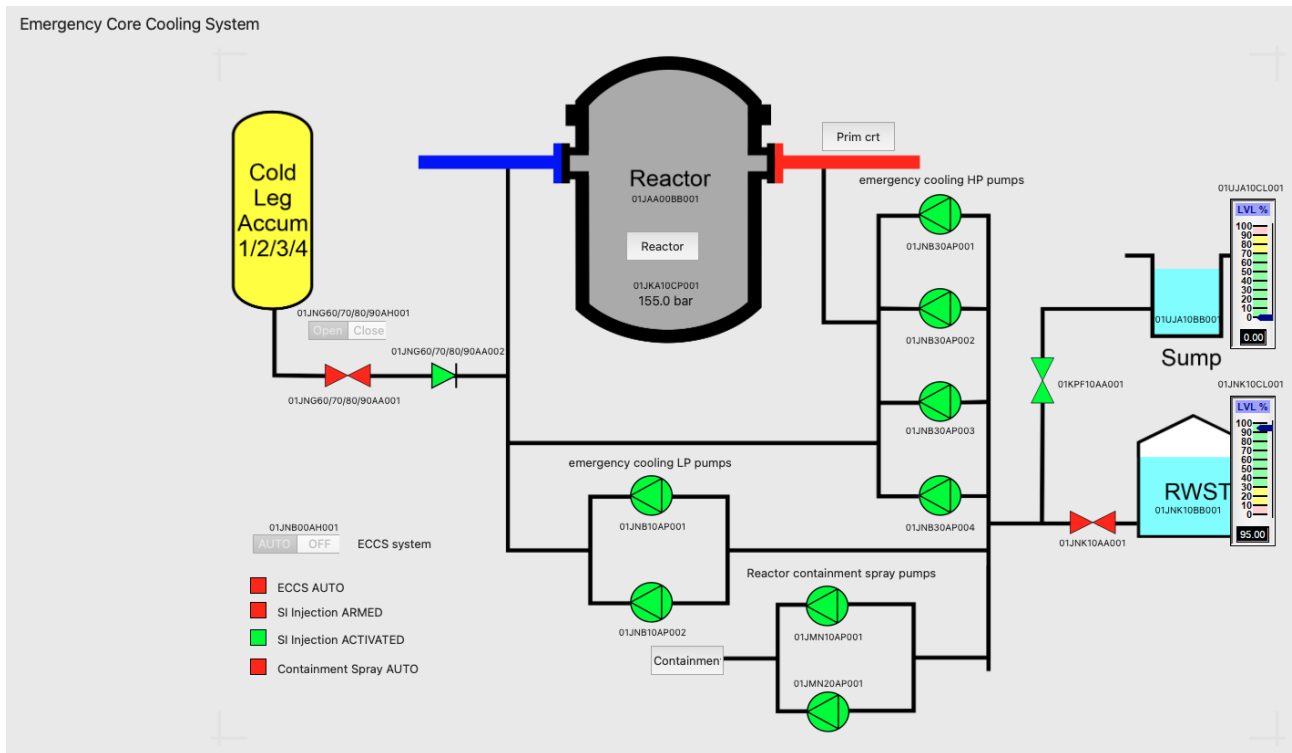 Emergency Core Cooling System
Prim crt
Cold
Leg
Accum
1/2/3/4
Reactor
01JAA00BB001
Reactor
01JKA10CP001
155.0 bar
emergency cooling HP pumps
01JNB30AP001
01JNB30AP002
01JNB30AP003
01JNB30AP004
01UJA10CL001
LVL %
100
90
80
70
60
50
40
30
20
10
0
0.00
01UJA10BB001
Sump
01JNG60/70/80/90AH001
Open Close
01JNG60/70/80/90AA002
01JNG60/70/80/90AA001
01KPF10AA001
01JNK10CL001
LVL %
100
90
80
70
60
50
40
30
20
10
0
95.00
RWST
01JNK10BB001
01JNK10AA001
emergency cooling LP pumps
01JNB10AP001
01JNB10AP002
01JNB00AH001
AUTO OFF ECCS system
ECCS AUTO
SI Injection ARMED
SI Injection ACTIVATED
Containment Spray AUTO
Reactor containment spray pumps
01JMN10AP001
Containmen
01JMN20AP001